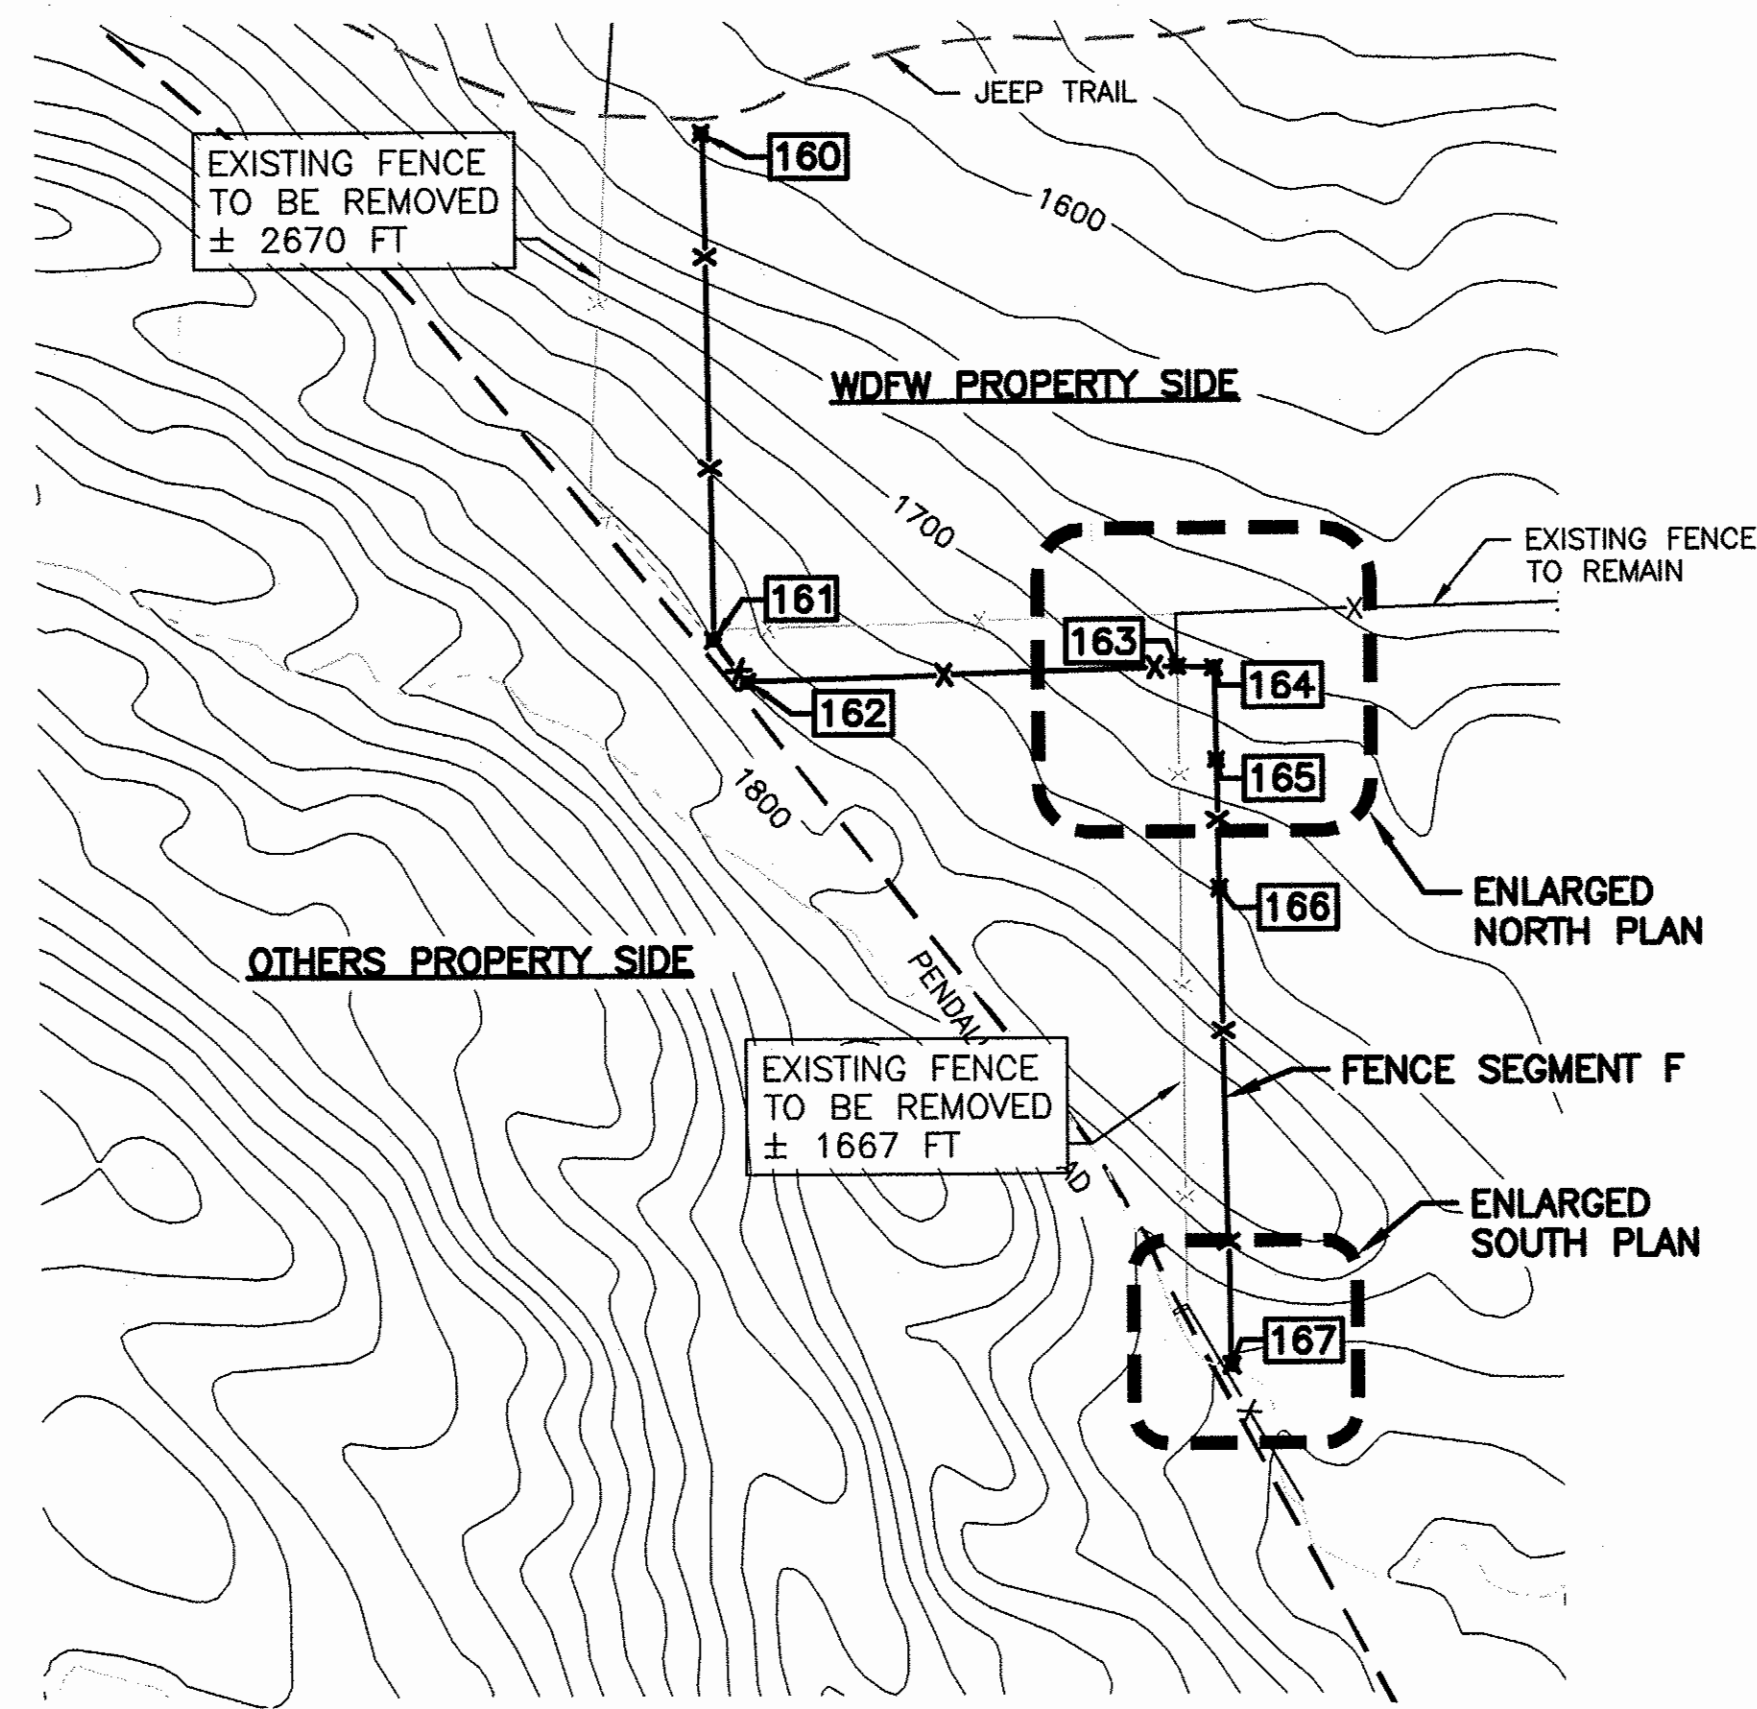 JEEP TRAIL
EXISTING FENCE
TO BE REMOVED
± 2670 FT
160
1600
WDFW PROPERTY SIDE
1700
EXISTING FENCE
TO REMAIN
161
163
164
162
165
1800
ENLARGED
NORTH PLAN
166
OTHERS PROPERTY SIDE
EXISTING FENCE
TO BE REMOVED
± 1667 FT
FENCE SEGMENT F
ENLARGED
SOUTH PLAN
167